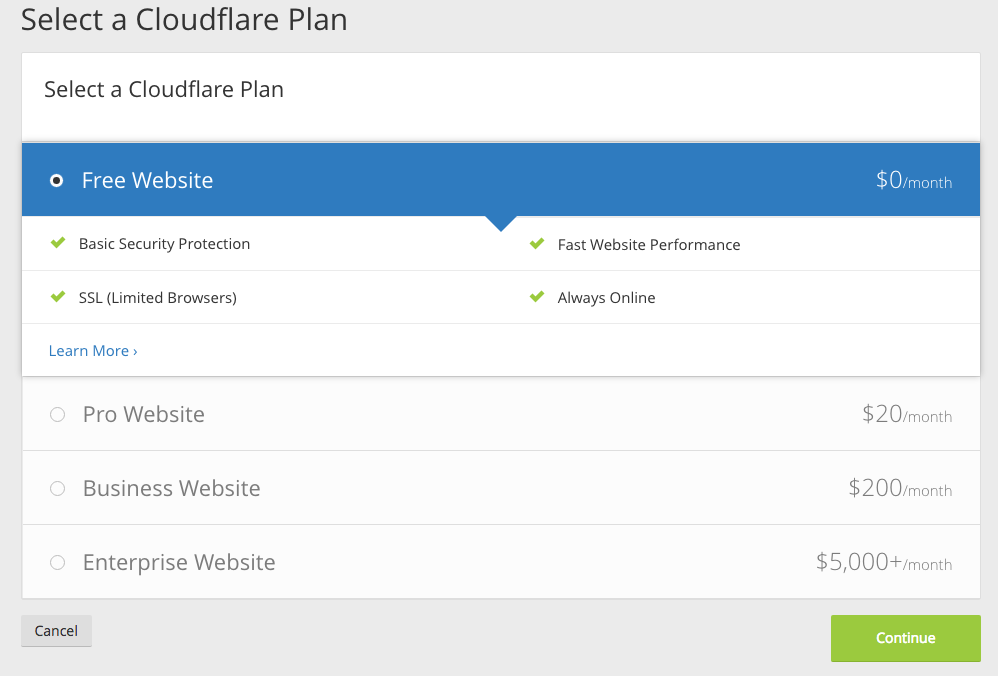 Select a Cloudflare Plan
Select a Cloudflare Plan
Free Website $0/month
Basic Security Protection Fast Website Performance
SSL (Limited Browsers) Always Online
Learn More ›
Pro Website $20/month
Business Website $200/month
Enterprise Website $5,000+/month
Cancel Continue